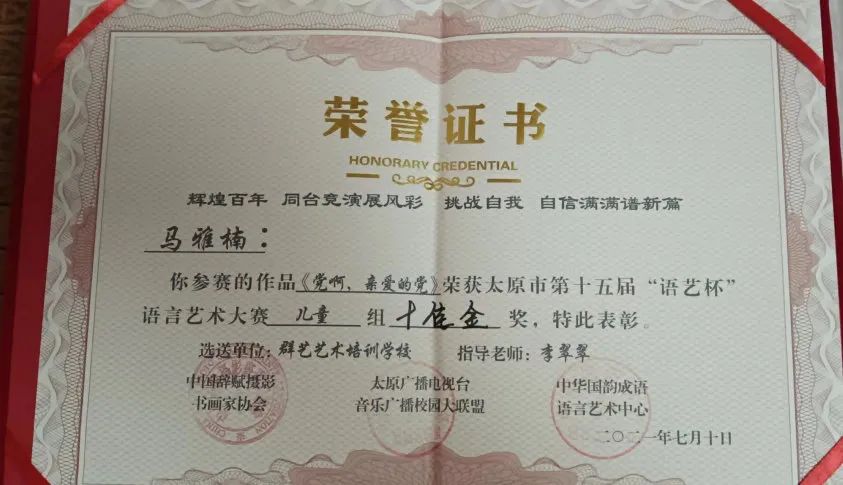 荣誉证书
HONORARY CREDENTIAL
辉煌百年 同台竞演展风彩 挑战自我 自信满满谱新篇
马雅楠：
你参赛的作品《党啊，亲爱的党》荣获太原市第十五届“语艺杯”
语言艺术大赛 儿童 组 十佳金 奖，特此表彰。
选送单位：群艺艺术培训学校 指导老师：李翠翠
中国辞赋摄影 太原广播电视台 中华国韵成语
书画家协会 音乐广播校园大联盟 语言艺术中心
二〇二一年七月十日